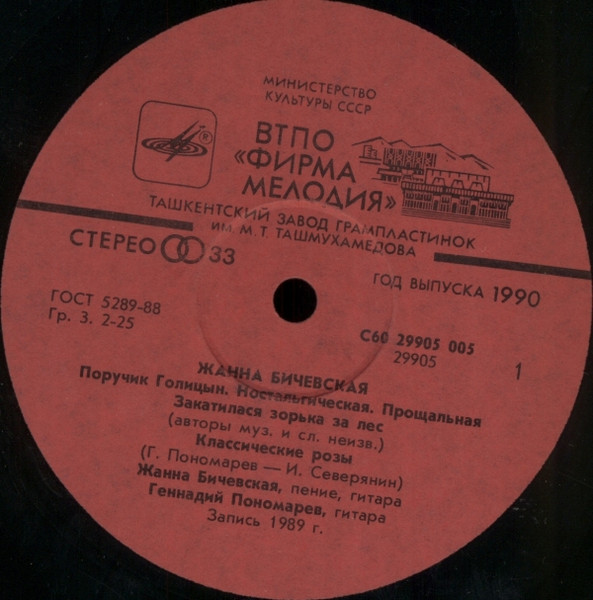 МИНИСТЕРСТВО
КУЛЬТУРЫ СССР
ВТПО
«ФИРМА
МЕЛОДИЯ»
®
ТАШКЕНТСКИЙ ЗАВОД ГРАМПЛАСТИНОК
ИМ. М. Т. ТАШМУХАМЕДОВА
СТЕРЕО 33
ГОД ВЫПУСКА 1990
ГОСТ 5289-88
Гр. 3. 2-25
С60 29905 005
29905
1
ЖАННА БИЧЕВСКАЯ
Поручик Голицын. Ностальгическая. Прощальная
Закатилася зорька за лес
(авторы муз. и сл. неизв.)
Классические розы
(Г. Пономарев — И. Северянин)
Жанна Бичевская, пение, гитара
Геннадий Пономарев, гитара
Запись 1989 г.